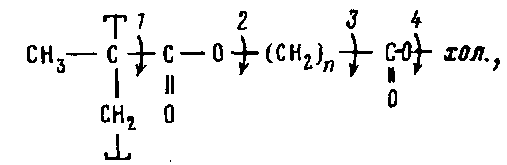 1 2 3 4
CH₃—C—C—O—(CH₂)ₙ—C-O—хол.,
CH₂ O O